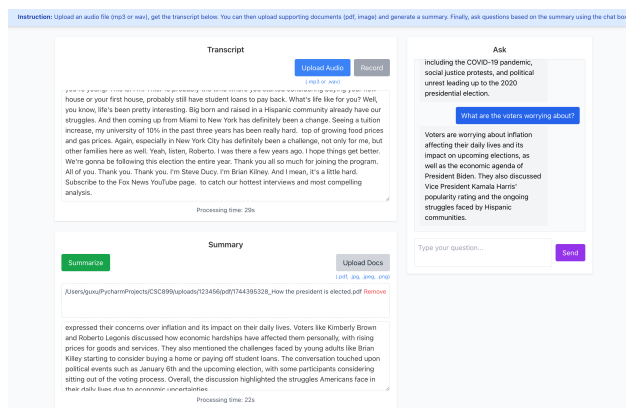 Instruction: Upload an audio file (mp3 or wav), get the transcript below. You can then upload supporting documents (pdf, image) and generate a summary. Finally, ask questions based on the summary using the chat box
Transcript
Upload Audio
Record
(.mp3 or .wav)
house or your first house, probably still have student loans to pay back. What's life like for you? Well,
you know, life's been pretty interesting. Big born and raised in a Hispanic community already have our
struggles. And then coming up from Miami to New York has definitely been a change. Seeing a tuition
increase, my university of 10% in the past three years has been really hard.  top of growing food prices
and gas prices. Again, especially in New York City has definitely been a challenge, not only for me, but
other families here as well. Yeah, listen, Roberto. I was there a few years ago. I hope things get better.
We're gonna be following this election the entire year. Thank you all so much for joining the program.
All of you. Thank you. Thank you. I'm Steve Ducy. I'm Brian Kilney. And I mean, it's a little hard.
Subscribe to the Fox News YouTube page.  to catch our hottest interviews and most compelling
analysis.
Processing time: 29s
Summary
Summarize
Upload Docs
(.pdf, .jpg, .jpeg, .png)
/Users/guxu/PycharmProjects/CSC899/uploads/123456/pdf/1744395328_How the president is elected.pdf Remove
expressed their concerns over inflation and its impact on their daily lives. Voters like Kimberly Brown
and Roberto Legonis discussed how economic hardships have affected them personally, with rising
prices for goods and services. They also mentioned the challenges faced by young adults like Brian
Killey starting to consider buying a home or paying off student loans. The conversation touched upon
political events such as January 6th and the upcoming election, with some participants considering
sitting out of the voting process. Overall, the discussion highlighted the struggles Americans face in
their daily lives due to economic uncertainties.
Processing time: 22s
Ask
including the COVID-19 pandemic,
social justice protests, and political
unrest leading up to the 2020
presidential election.
What are the voters worrying about?
Voters are worrying about inflation
affecting their daily lives and its
impact on upcoming elections, as
well as the economic agenda of
President Biden. They also discussed
Vice President Kamala Harris'
popularity rating and the ongoing
struggles faced by Hispanic
communities.
Type your question...
Send